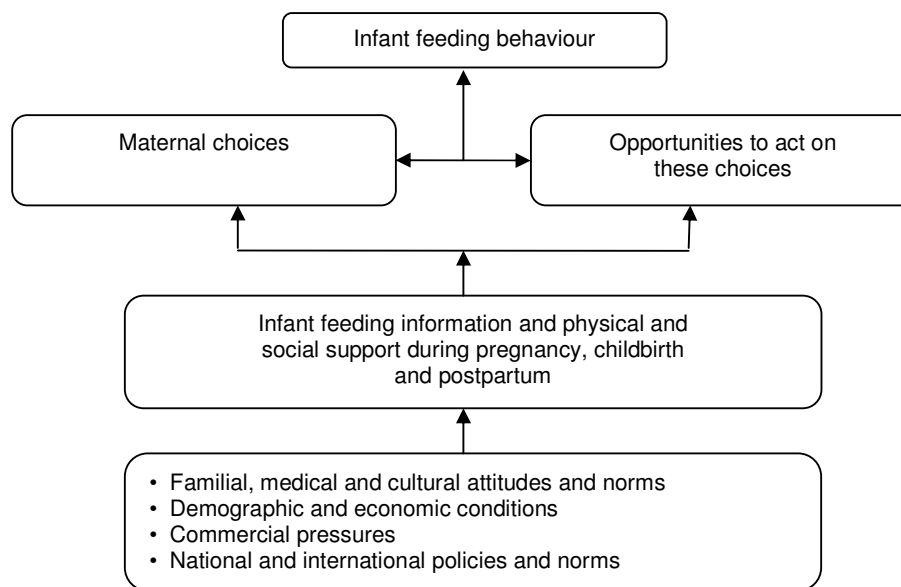 Infant feeding behaviour
Maternal choices
Opportunities to act on
these choices
Infant feeding information and physical and
social support during pregnancy, childbirth
and postpartum
• Familial, medical and cultural attitudes and norms
• Demographic and economic conditions
• Commercial pressures
• National and international policies and norms